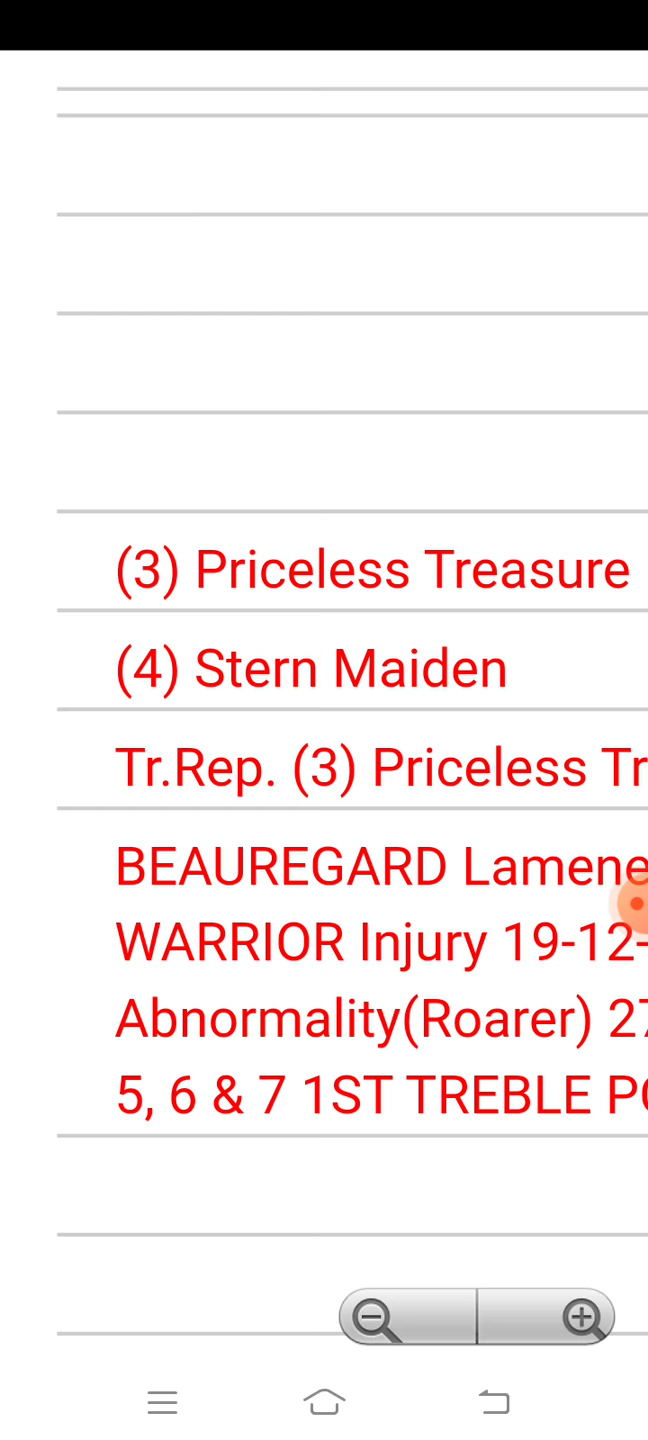 (3) Priceless Treasure
(4) Stern Maiden
Tr.Rep. (3) Priceless Tr
BEAUREGARD Lamene
WARRIOR Injury 19-12-
Abnormality(Roarer) 27
5, 6 & 7 1ST TREBLE PO